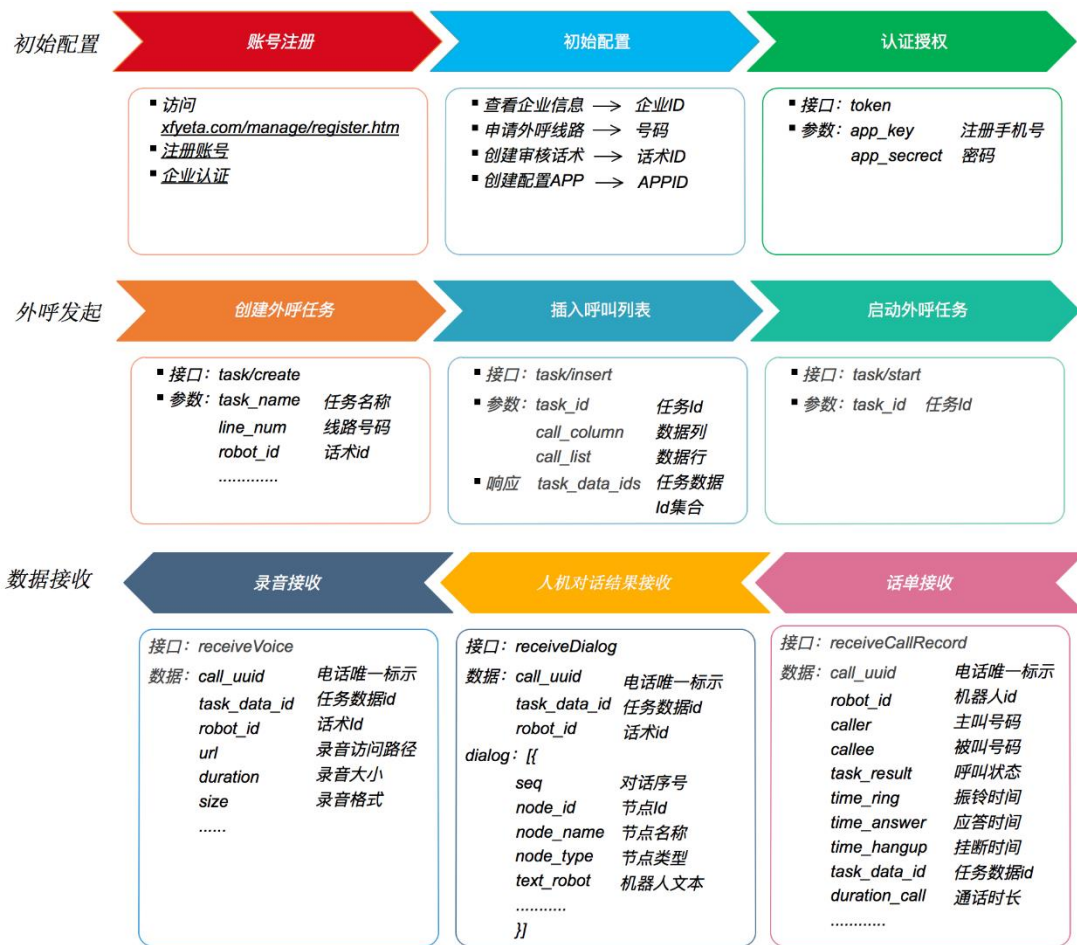 初始配置
账号注册
初始配置
认证授权
▪ 访问
xfyeta.com/manage/register.htm
▪ 注册账号
▪ 企业认证
▪ 查看企业信息 → 企业ID
▪ 申请外呼线路 → 号码
▪ 创建审核话术 → 话术ID
▪ 创建配置APP → APPID
▪ 接口：token
▪ 参数：app_key 注册手机号
app_secrect 密码
外呼发起
创建外呼任务
插入呼叫列表
启动外呼任务
▪ 接口：task/create
▪ 参数：task_name 任务名称
line_num 线路号码
robot_id 话术id
.............
▪ 接口：task/insert
▪ 参数：task_id 任务Id
call_column 数据列
call_list 数据行
▪ 响应 task_data_ids 任务数据
Id集合
▪ 接口：task/start
▪ 参数：task_id 任务Id
数据接收
录音接收
人机对话结果接收
话单接收
接口：receiveVoice
数据：call_uuid 电话唯一标示
task_data_id 任务数据id
robot_id 话术Id
url 录音访问路径
duration 录音大小
size 录音格式
......
接口：receiveDialog
数据：call_uuid 电话唯一标示
task_data_id 任务数据id
robot_id 话术id
dialog：[{
seq 对话序号
node_id 节点Id
node_name 节点名称
node_type 节点类型
text_robot 机器人文本
...........
}]
接口：receiveCallRecord
数据：call_uuid 电话唯一标示
robot_id 机器人id
caller 主叫号码
callee 被叫号码
task_result 呼叫状态
time_ring 振铃时间
time_answer 应答时间
time_hangup 挂断时间
task_data_id 任务数据id
duration_call 通话时长
............